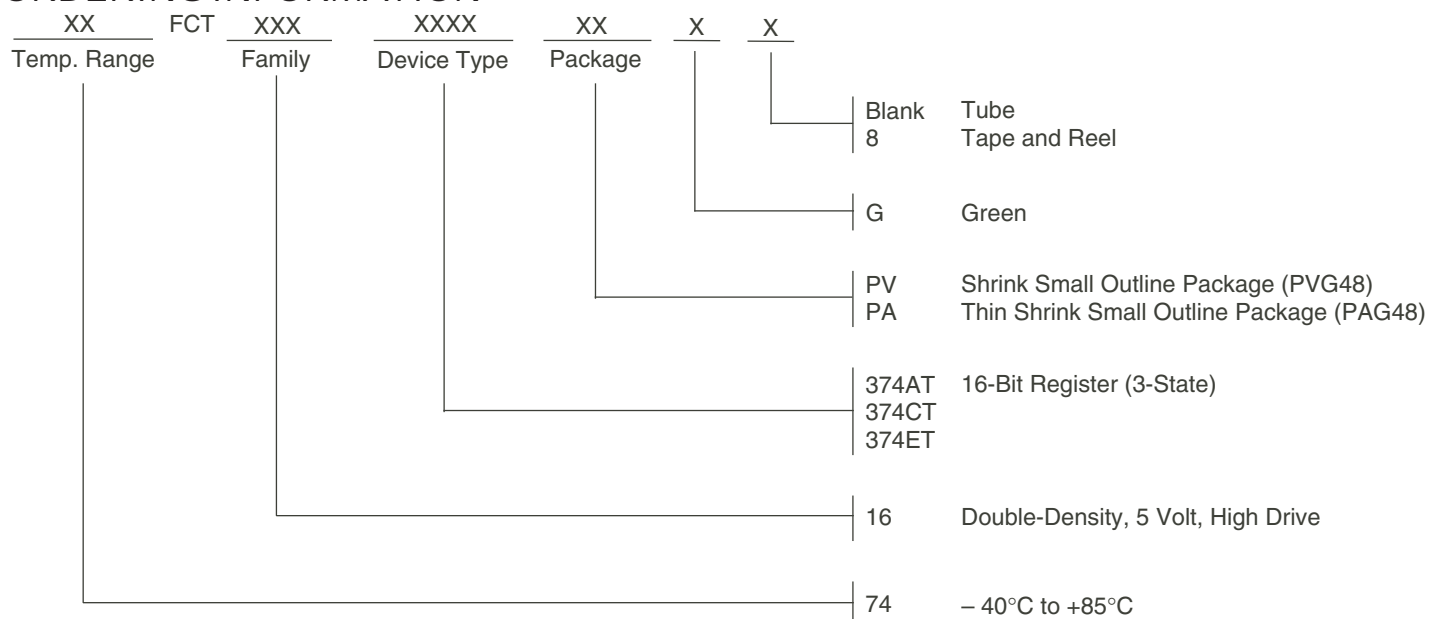 XX FCT XXX XXXX XX X X
Temp. Range Family Device Type Package
Blank Tube
8 Tape and Reel
G Green
PV Shrink Small Outline Package (PVG48)
PA Thin Shrink Small Outline Package (PAG48)
374AT 16-Bit Register (3-State)
374CT
374ET
16 Double-Density, 5 Volt, High Drive
74 – 40°C to +85°C